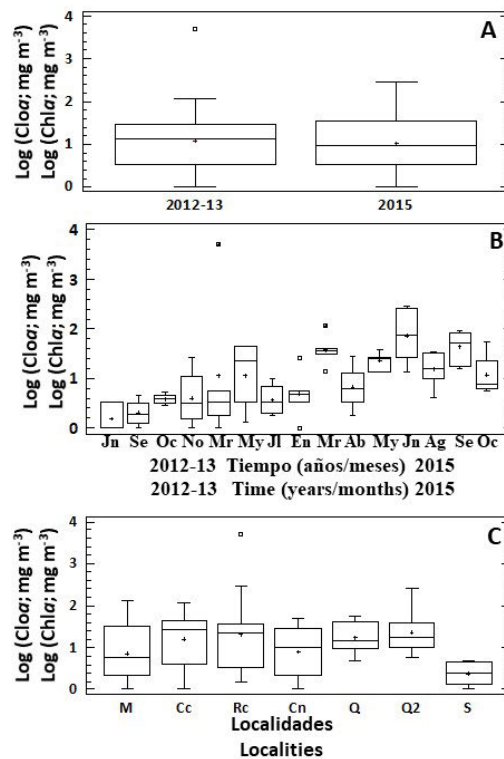 A
Log (Cloa; mg m-3)
Log (Chla; mg m-3)
4
3
2
1
0
2012-13 2015
B
Log (Cloa; mg m-3)
Log (Chla; mg m-3)
4
3
2
1
0
Jn Se Oc No Mr My Jl En Mr Ab My Jn Ag Se Oc
2012-13 Tiempo (años/meses) 2015
2012-13 Time (years/months) 2015
C
Log (Cloa; mg m-3)
Log (Chla; mg m-3)
4
3
2
1
0
M Cc Rc Cn Q Q2 S
Localidades
Localities